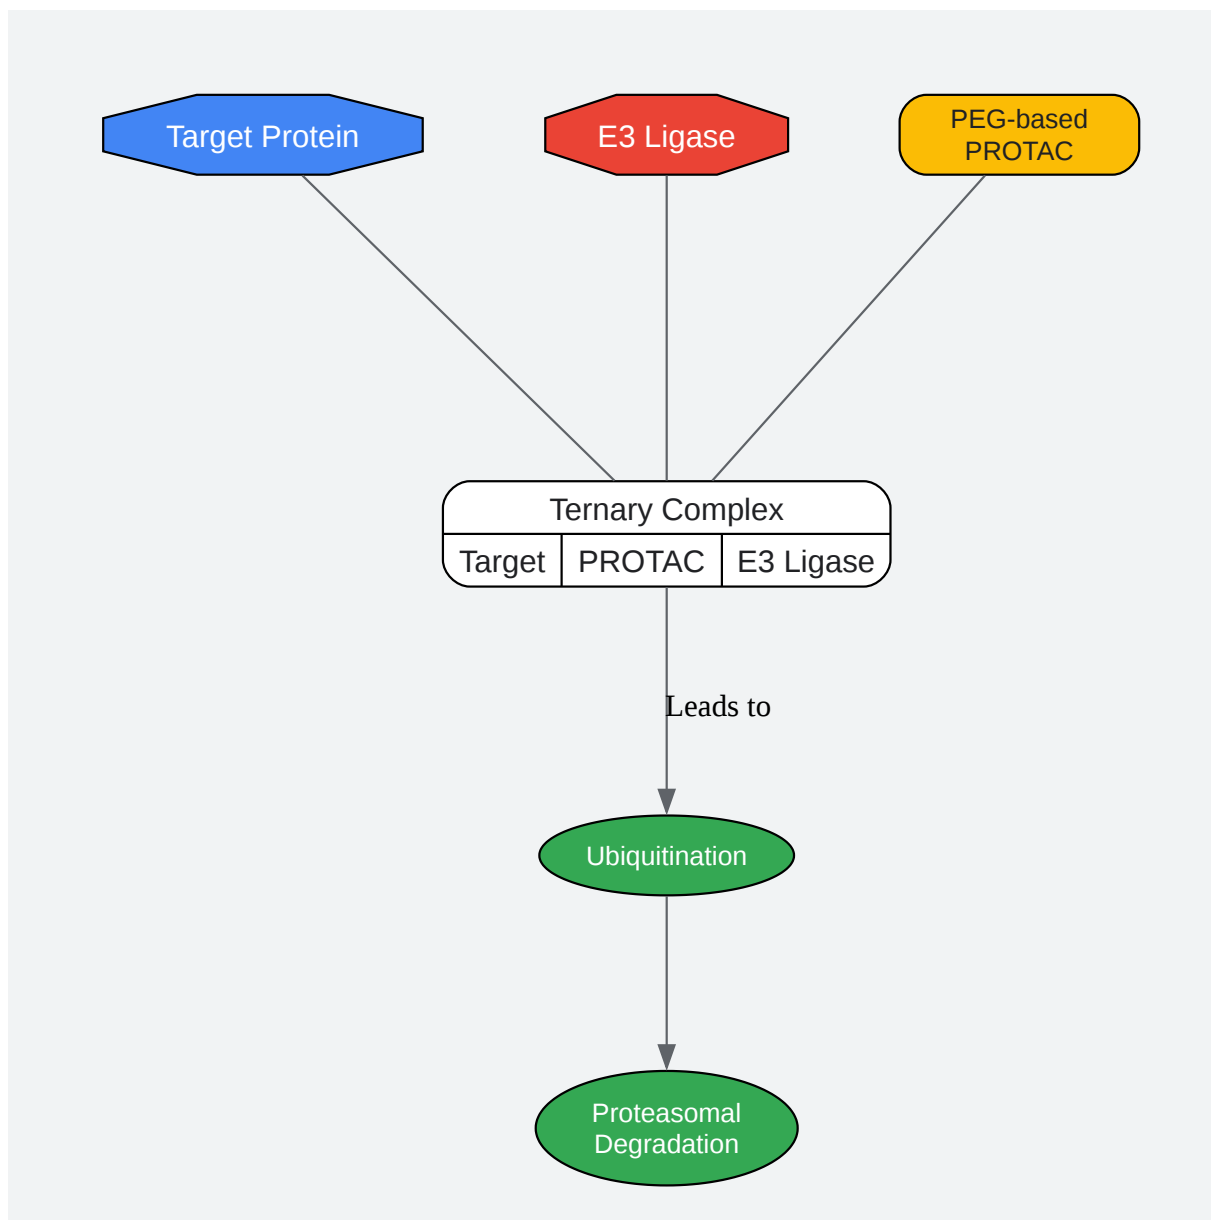 Target Protein
E3 Ligase
PEG-based
PROTAC
Ternary Complex
Target
PROTAC
E3 Ligase
Leads to
Ubiquitination
Proteasomal
Degradation